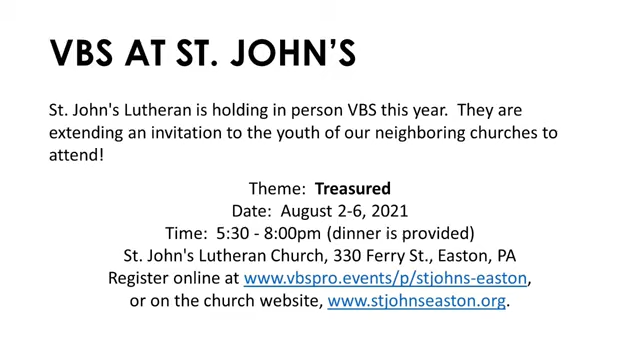 VBS AT ST. JOHN'S
St. John's Lutheran is holding in person VBS this year.  They are
extending an invitation to the youth of our neighboring churches to
attend!
Theme:  Treasured
Date:  August 2-6, 2021
Time:  5:30 - 8:00pm (dinner is provided)
St. John's Lutheran Church, 330 Ferry St., Easton, PA
Register online at www.vbspro.events/p/stjohns-easton,
or on the church website, www.stjohnseaston.org.